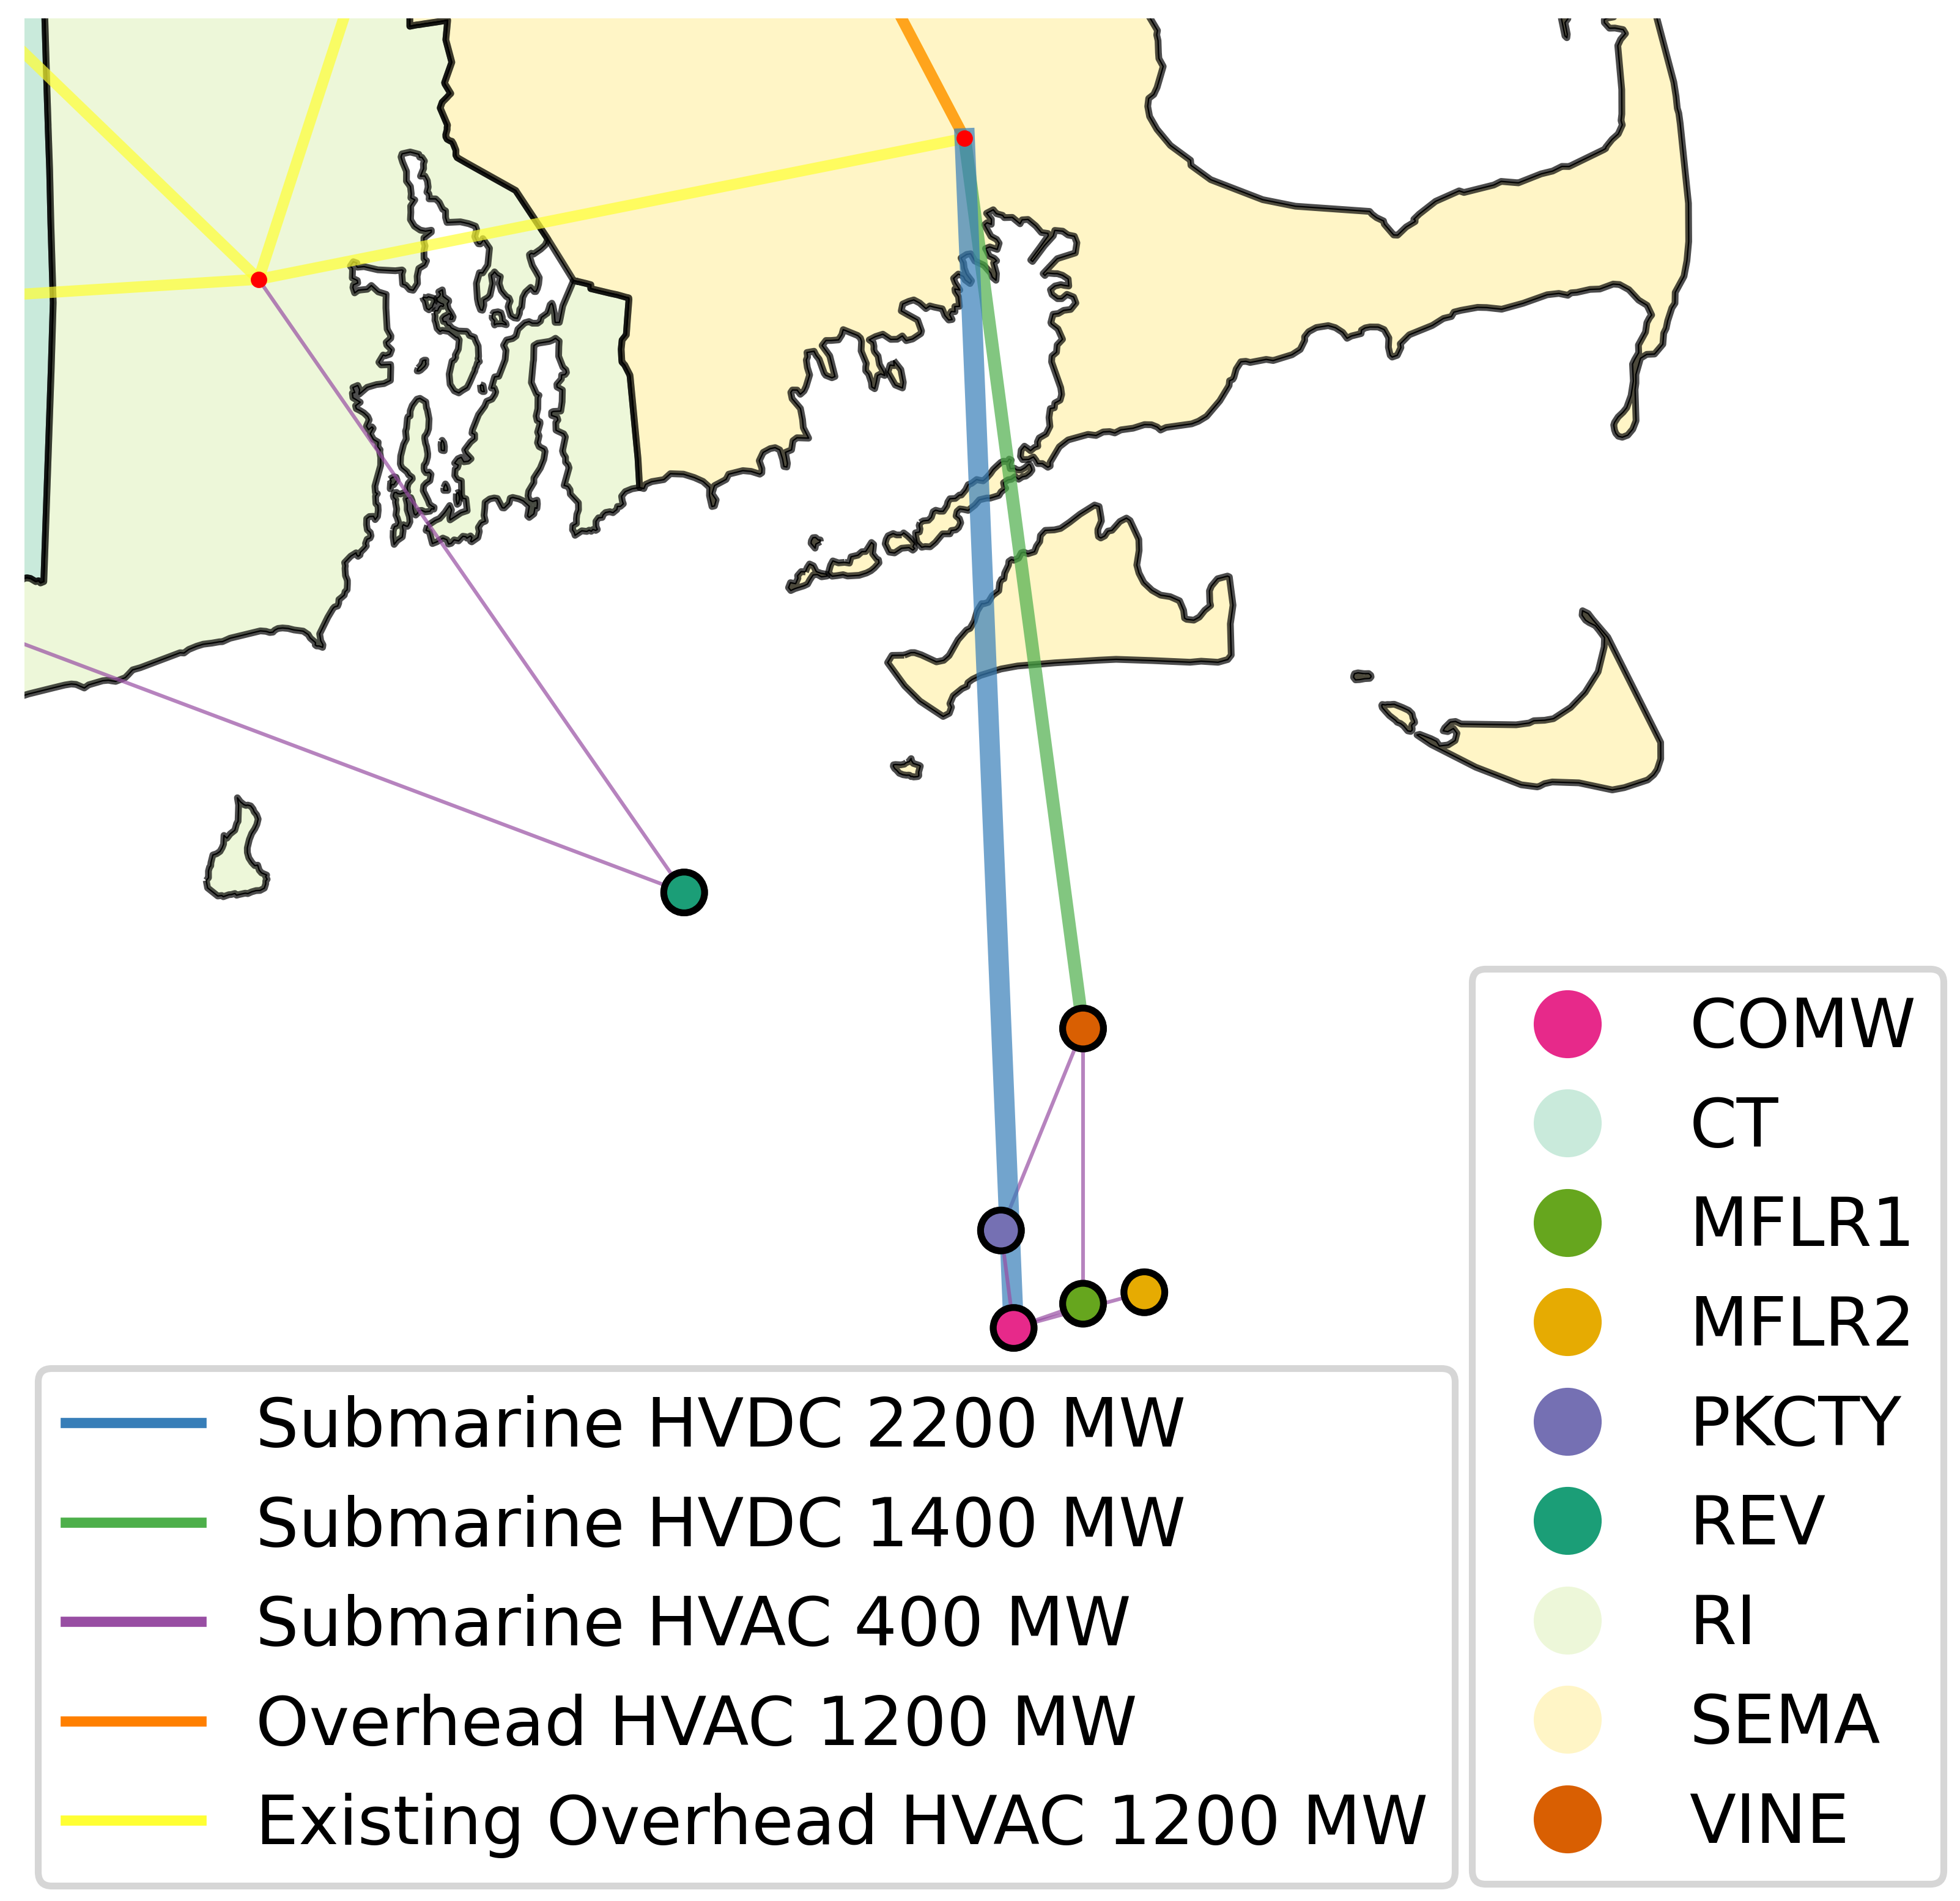 COMW
CT
MFLR1
MFLR2
PKCTY
REV
RI
SEMA
VINE
Submarine HVDC 2200 MW
Submarine HVDC 1400 MW
Submarine HVAC 400 MW
Overhead HVAC 1200 MW
Existing Overhead HVAC 1200 MW